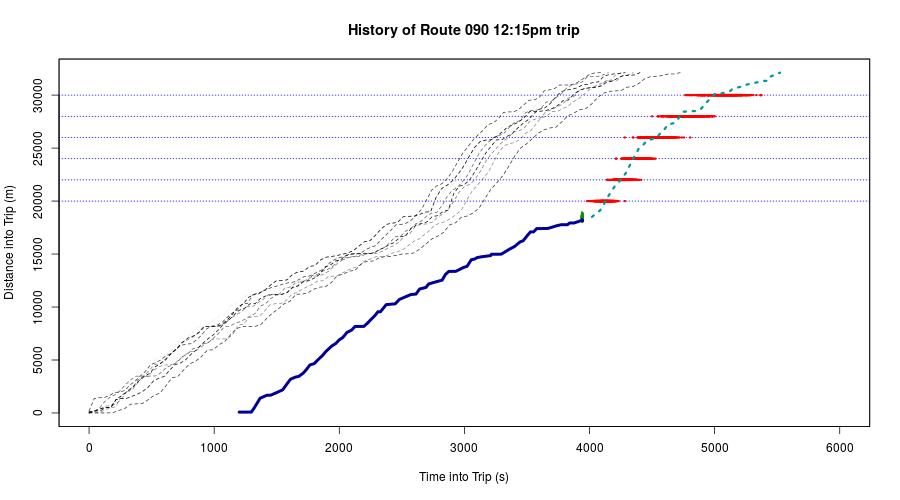 History of Route 090 12:15pm trip
Distance into Trip (m)
30000
25000
20000
15000
10000
5000
0
0 1000 2000 3000 4000 5000 6000
Time into Trip (s)